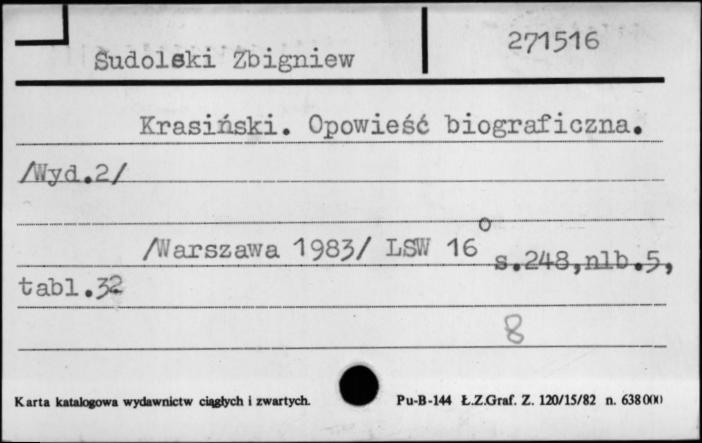 271516
Sudolski Zbigniew
Krasiński. Opowieść biograficzna.
/Wyd.2/
/Warszawa 1983/ LSW 16° s.248,nlb.5,
tabl.32
8
Karta katalogowa wydawnictw ciągłych i zwartych. Pu-B-144 Ł.Z.Graf. Z. 120/15/82 n. 638000